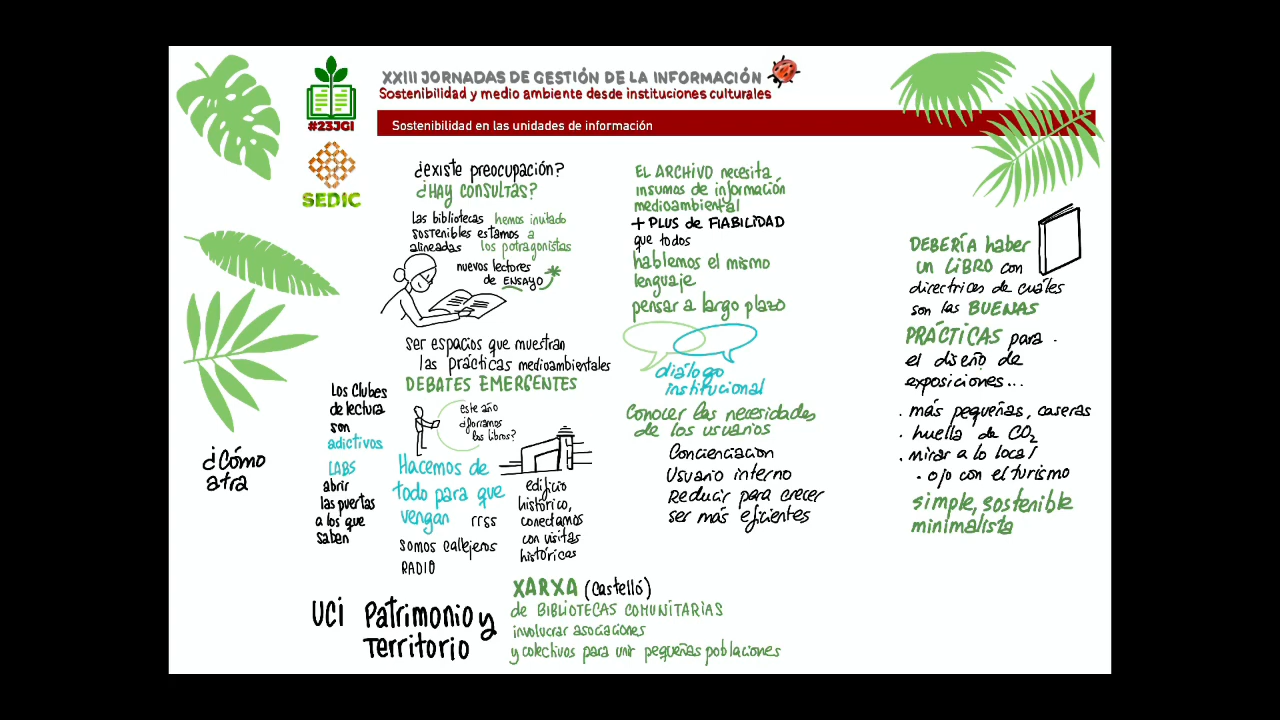 XXIII JORNADAS DE GESTIÓN DE LA INFORMACIÓN
Sostenibilidad y medio ambiente desde instituciones culturales
#23JGI
Sostenibilidad en las unidades de información
SEDIC
¿existe preocupación?
¿HAY CONSULTAS?
Las bibliotecas hemos invitado
sostenibles estamos a
alineadas los potragonistas
nuevos lectores
de ENSAYO
ser espacios que muestran
las prácticas medioambientales
DEBATES EMERGENTES
Los Clubes
de lectura
son
adictivos
LABS
abrir
las puertas
a los que
saben
este año
¿forramos
los libros?
Hacemos de
todo para que
vengan rrss
somos callejeros
RADIO
edificio
histórico,
conectamos
con visitas
históricas
¿Cómo
atra
UCI Patrimonio y
Territorio
XARXA (Castelló)
de BIBLIOTECAS COMUNITARIAS
involucrar asociaciones
y colectivos para unir pequeñas poblaciones
EL ARCHIVO necesita
insumos de información
medioambiental
+ PLUS de FIABILIDAD
que todos
hablemos el mismo
lenguaje
pensar a largo plazo
diálogo
institucional
Conocer las necesidades
de los usuarios
Concienciacion
Usuario interno
Reducir para crecer
ser más eficientes
DEBERÍA haber
un LIBRO con
directrices de cuáles
son las BUENAS
PRÁCTICAS para
el diseño de
exposiciones...
. más pequeñas, caseras
. huella de CO2
. mirar a lo local
. ojo con el turismo
simple, sostenible
minimalista